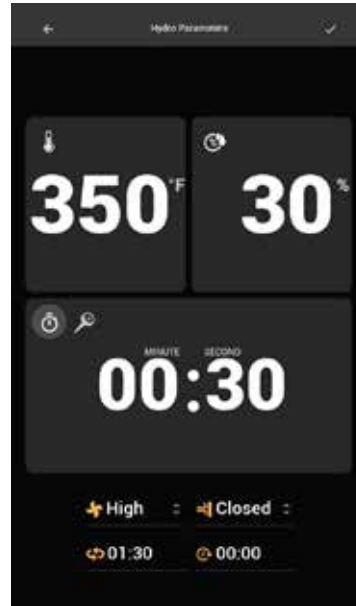 Hydro Parameters
350 °F
30 %
MINUTE SECOND
00:30
High Closed
01:30 00:00